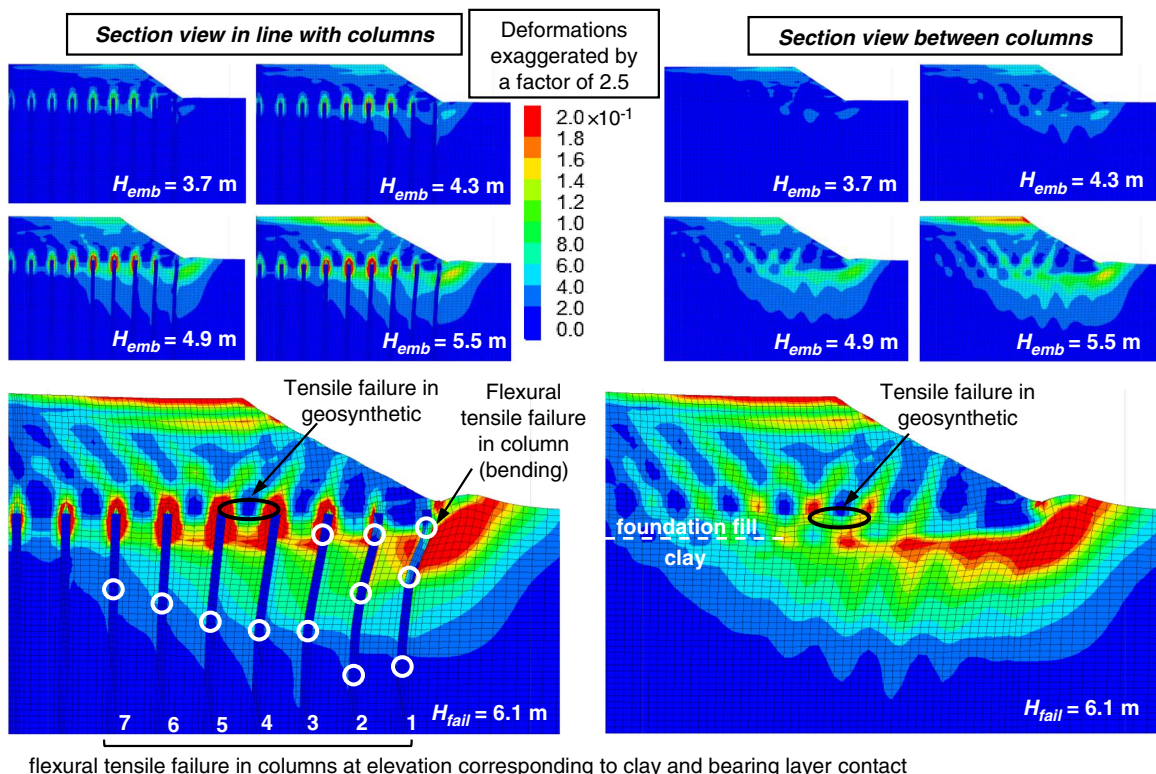 Section view in line with columns
Deformations
exaggerated by
a factor of 2.5
Section view between columns
H_emb = 3.7 m
H_emb = 4.3 m
2.0 ×10⁻¹
1.8
1.6
1.4
1.2
1.0
8.0
6.0
4.0
2.0
0.0
H_emb = 3.7 m
H_emb = 4.3 m
H_emb = 4.9 m
H_emb = 5.5 m
H_emb = 4.9 m
H_emb = 5.5 m
Tensile failure in
geosynthetic
Flexural
tensile failure
in column
(bending)
7 6 5 4 3 2 1
H_fail = 6.1 m
Tensile failure in
geosynthetic
foundation fill
clay
H_fail = 6.1 m
flexural tensile failure in columns at elevation corresponding to clay and bearing layer contact